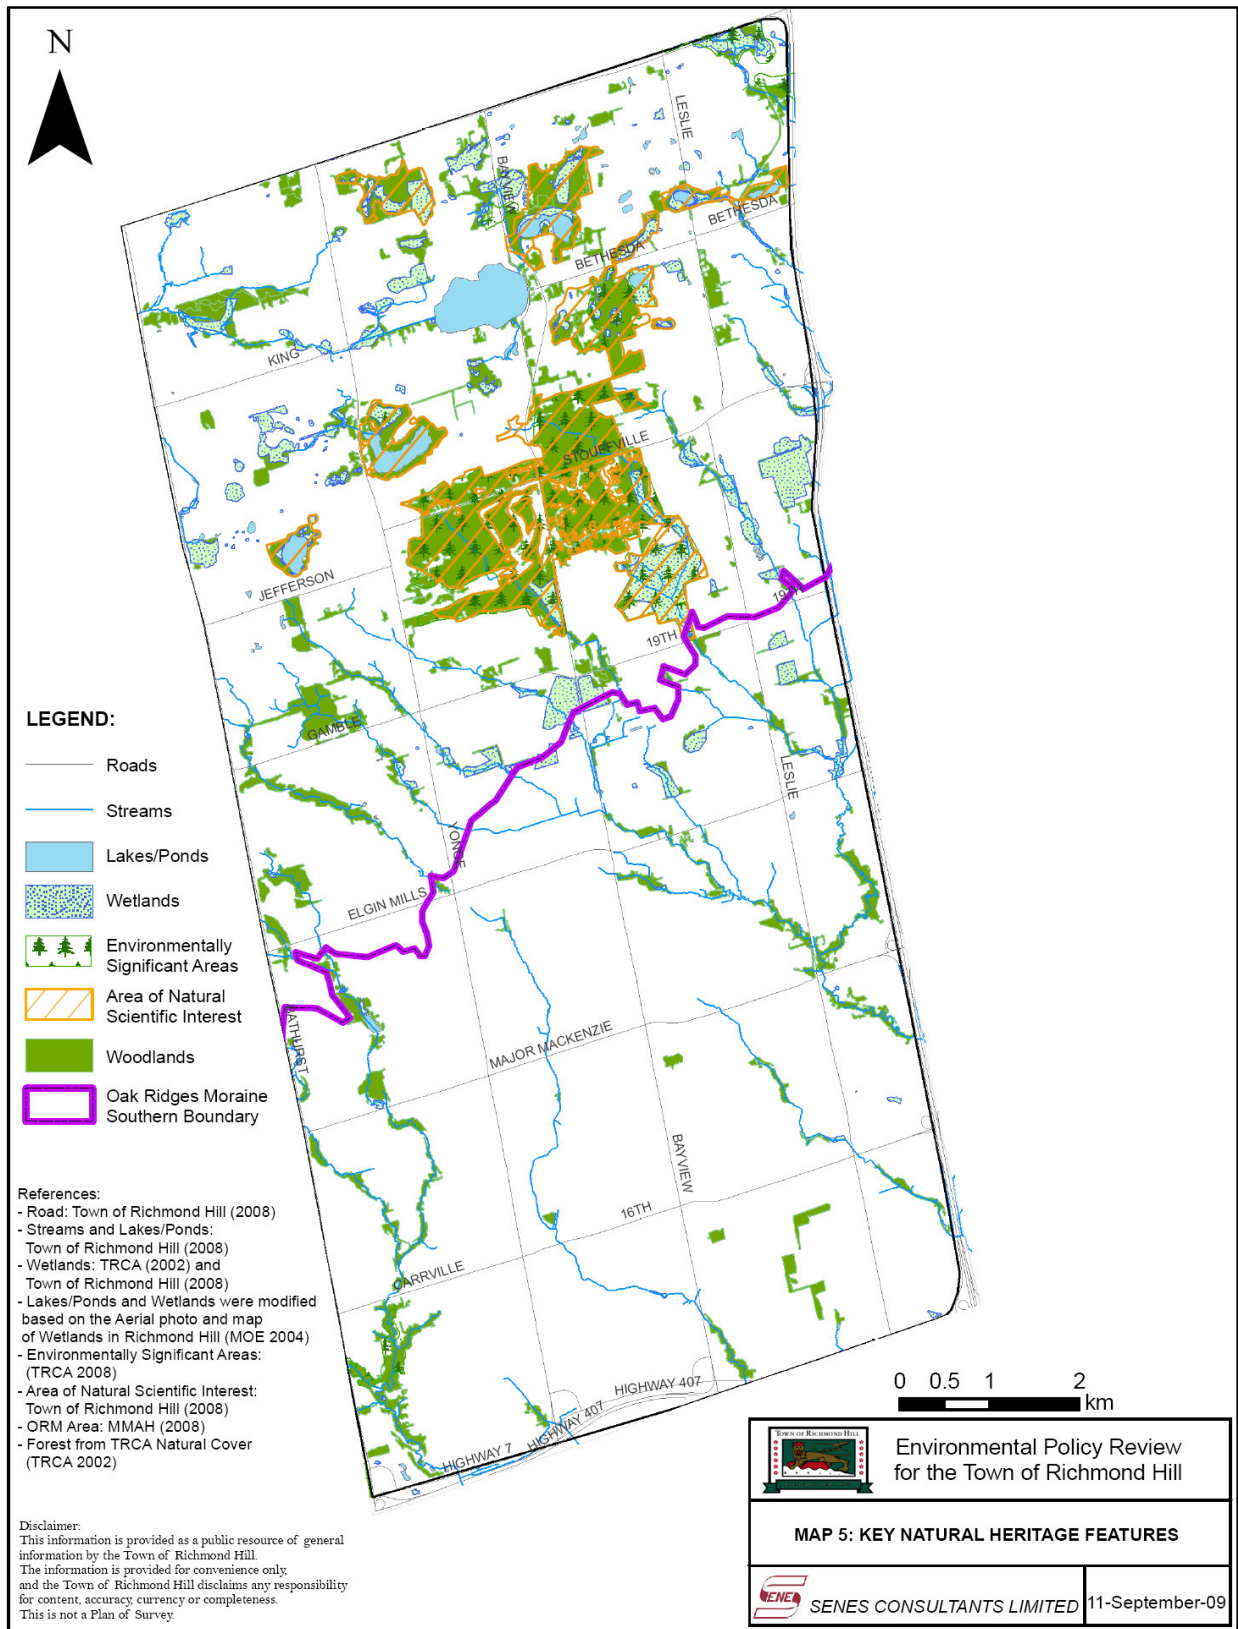 N
LESLIE
BAYVIEW
BETHESDA
BETHESDA
KING
STOUFFVILLE
JEFFERSON
19TH
19TH
GAMBLE
LESLIE
YONGE
ELGIN MILLS
BATHURST
MAJOR MACKENZIE
BAYVIEW
16TH
CARRVILLE
HIGHWAY 407
HIGHWAY 407
HIGHWAY 7
LEGEND:
Roads
Streams
Lakes/Ponds
Wetlands
Environmentally
Significant Areas
Area of Natural
Scientific Interest
Woodlands
Oak Ridges Moraine
Southern Boundary
References:
- Road: Town of Richmond Hill (2008)
- Streams and Lakes/Ponds:
Town of Richmond Hill (2008)
- Wetlands: TRCA (2002) and
Town of Richmond Hill (2008)
- Lakes/Ponds and Wetlands were modified
based on the Aerial photo and map
of Wetlands in Richmond Hill (MOE 2004)
- Environmentally Significant Areas:
(TRCA 2008)
- Area of Natural Scientific Interest:
Town of Richmond Hill (2008)
- ORM Area: MMAH (2008)
- Forest from TRCA Natural Cover
(TRCA 2002)
Disclaimer:
This information is provided as a public resource of general
information by the Town of Richmond Hill.
The information is provided for convenience only,
and the Town of Richmond Hill disclaims any responsibility
for content, accuracy, currency or completeness.
This is not a Plan of Survey.
0 0.5 1 2
km
TOWN OF RICHMOND HILL
Environmental Policy Review
for the Town of Richmond Hill
MAP 5: KEY NATURAL HERITAGE FEATURES
SENES
SENES CONSULTANTS LIMITED
11-September-09